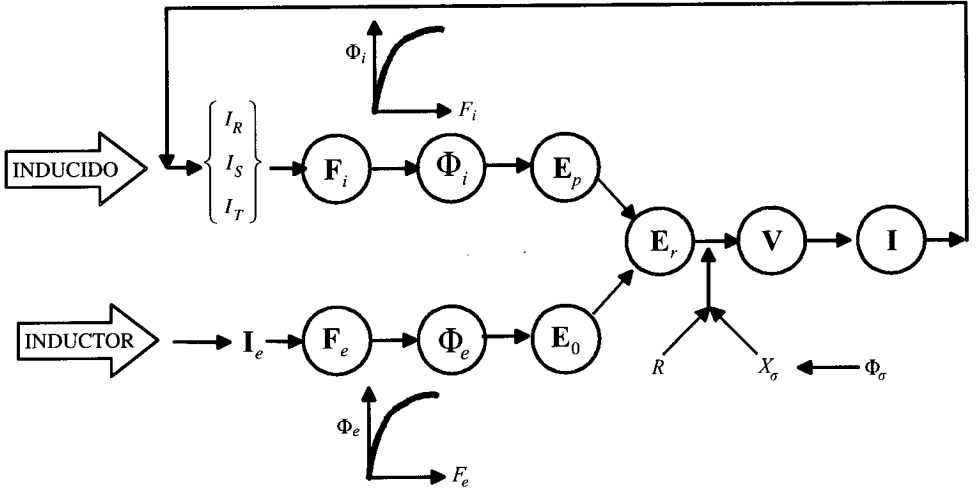 Φi
Fi
INDUCIDO
IR
IS
IT
Fi
Φi
Ep
Er
V
I
INDUCTOR
Ie
Fe
Φe
E0
R
Xσ
Φσ
Φe
Fe